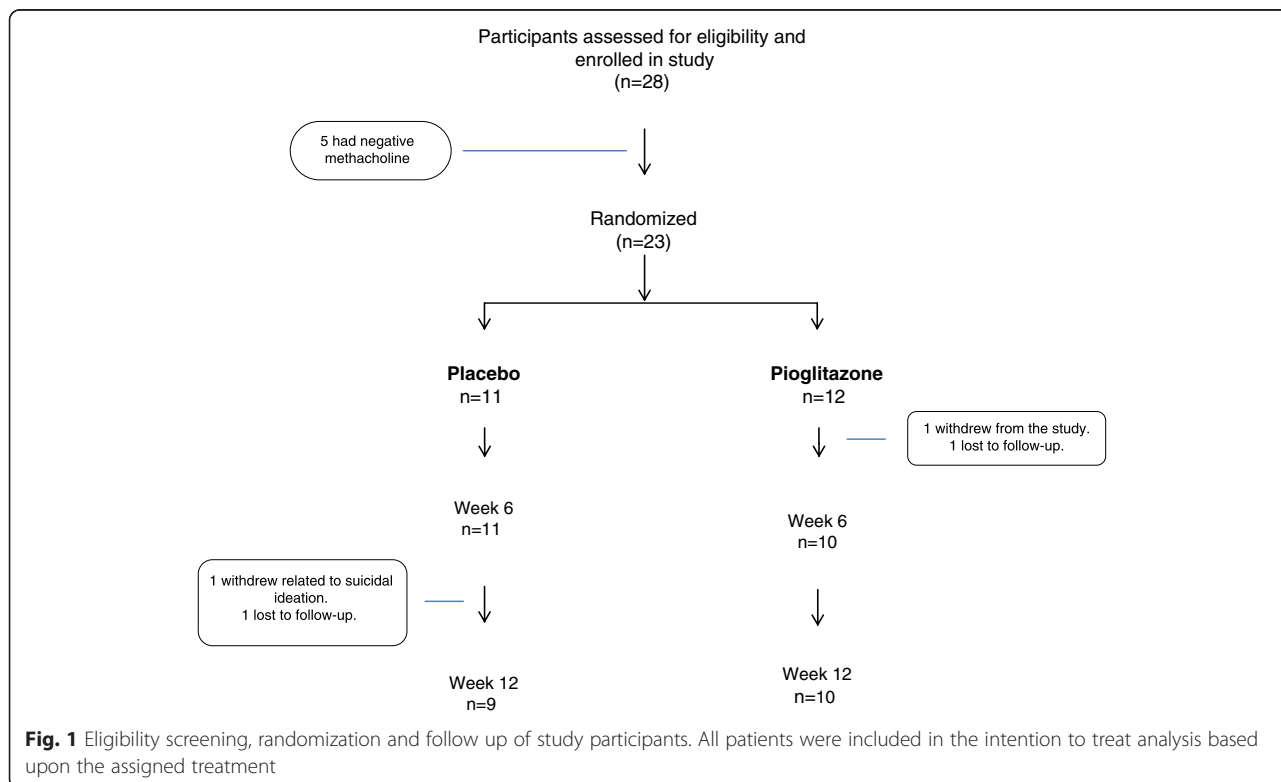 Participants assessed for eligibility and
enrolled in study
(n=28)
5 had negative
methacholine
Randomized
(n=23)
Placebo
n=11
Pioglitazone
n=12
1 withdrew from the study.
1 lost to follow-up.
Week 6
n=11
Week 6
n=10
1 withdrew related to suicidal
ideation.
1 lost to follow-up.
Week 12
n=9
Week 12
n=10
Fig. 1 Eligibility screening, randomization and follow up of study participants. All patients were included in the intention to treat analysis based
upon the assigned treatment